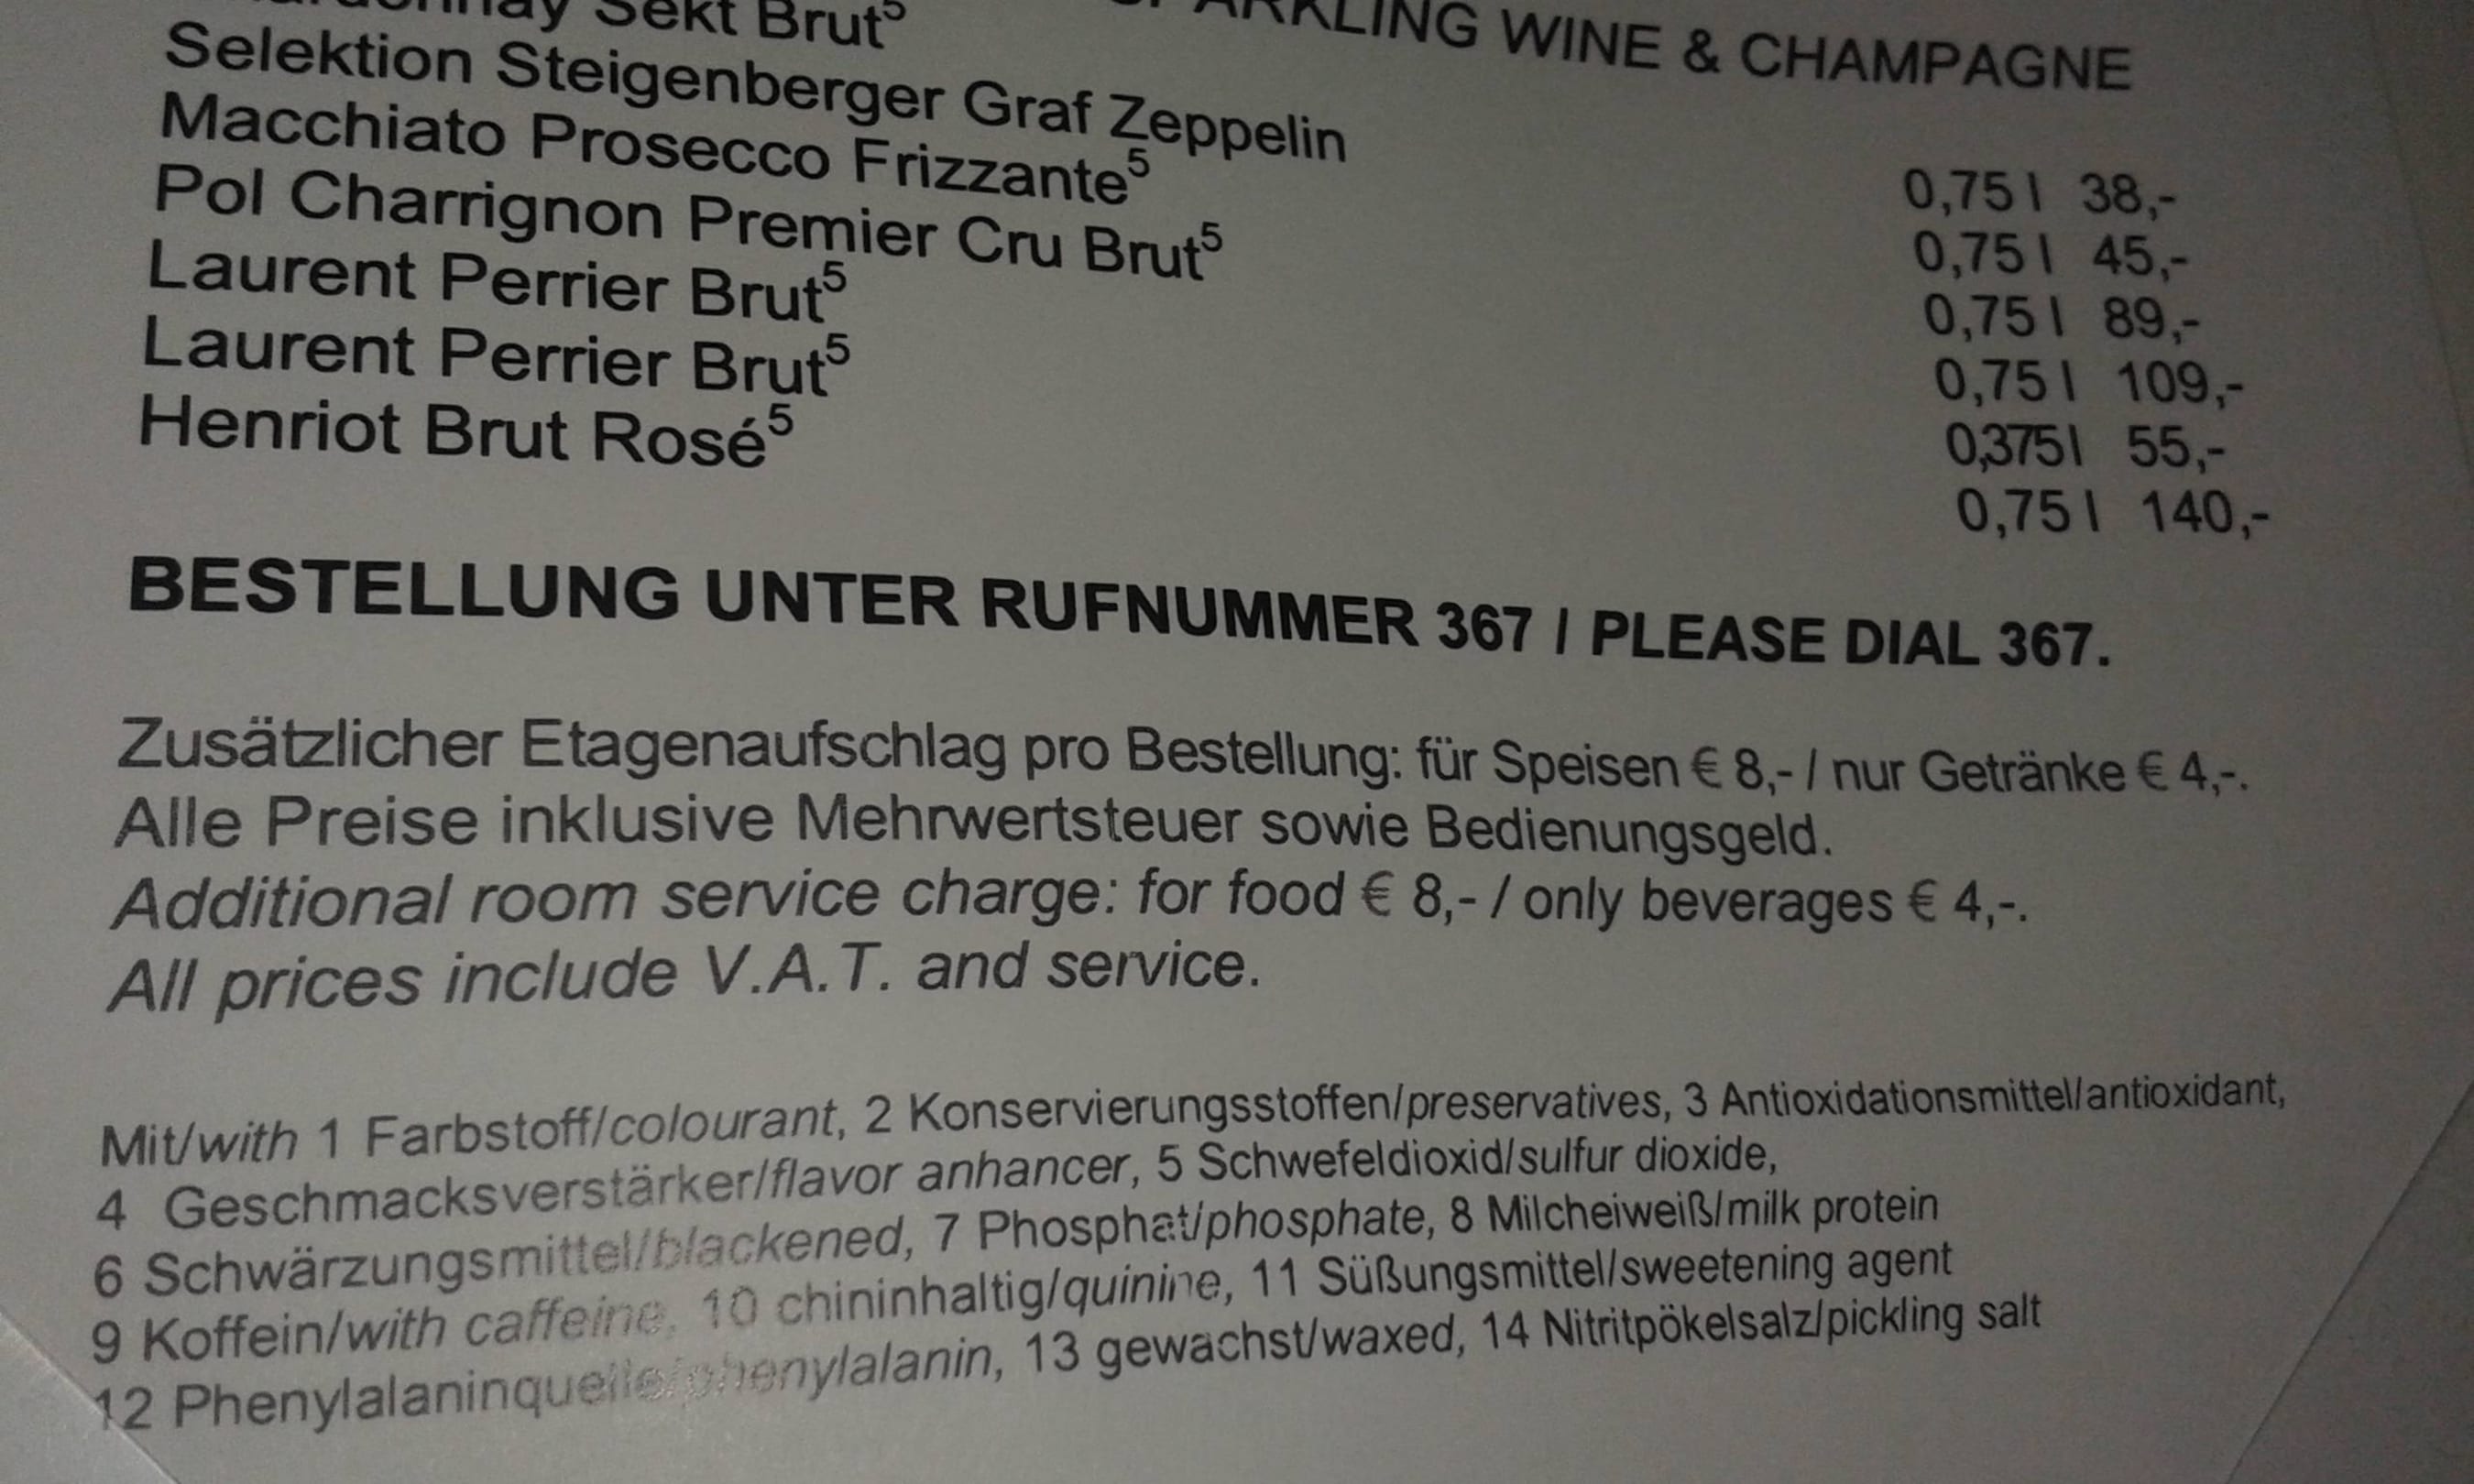 SPARKLING WINE & CHAMPAGNE
Sekt Brut⁵
Selektion Steigenberger Graf Zeppelin 0,75 l 38,-
Macchiato Prosecco Frizzante⁵ 0,75 l 45,-
Pol Charrignon Premier Cru Brut⁵ 0,75 l 89,-
Laurent Perrier Brut⁵ 0,75 l 109,-
Laurent Perrier Brut⁵ 0,375l 55,-
Henriot Brut Rosé⁵ 0,75 l 140,-
BESTELLUNG UNTER RUFNUMMER 367 / PLEASE DIAL 367.
Zusätzlicher Etagenaufschlag pro Bestellung: für Speisen € 8,- / nur Getränke € 4,-.
Alle Preise inklusive Mehrwertsteuer sowie Bedienungsgeld.
Additional room service charge: for food € 8,- / only beverages € 4,-.
All prices include V.A.T. and service.
Mit/with 1 Farbstoff/colourant, 2 Konservierungsstoffen/preservatives, 3 Antioxidationsmittel/antioxidant,
4 Geschmacksverstärker/flavor anhancer, 5 Schwefeldioxid/sulfur dioxide,
6 Schwärzungsmittel/blackened, 7 Phosphat/phosphate, 8 Milcheiweiß/milk protein
9 Koffein/with caffeine, 10 chininhaltig/quinine, 11 Süßungsmittel/sweetening agent
12 Phenylalaninquelle/phenylalanin, 13 gewachst/waxed, 14 Nitritpökelsalz/pickling salt